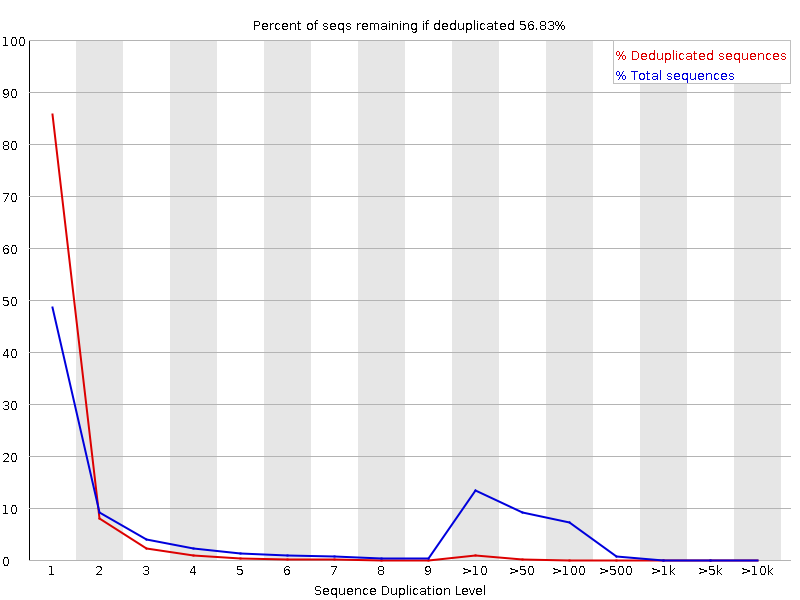 Percent of seqs remaining if deduplicated 56.83%
% Deduplicated sequences
% Total sequences
100
90
80
70
60
50
40
30
20
10
0
1 2 3 4 5 6 7 8 9 >10 >50 >100 >500 >1k >5k >10k
Sequence Duplication Level